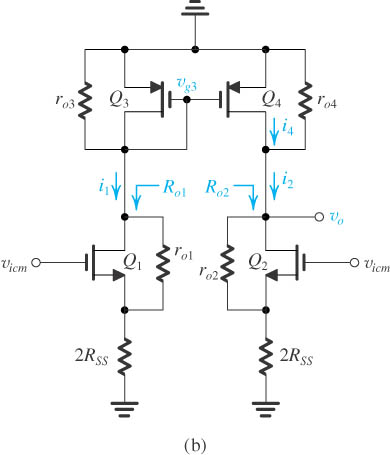 v_g3
r_o3 Q_3 Q_4 r_o4
i_4
i_1 R_o1 R_o2 i_2
v_o
v_icm Q_1 r_o1 r_o2 Q_2 v_icm
2R_SS 2R_SS
(b)